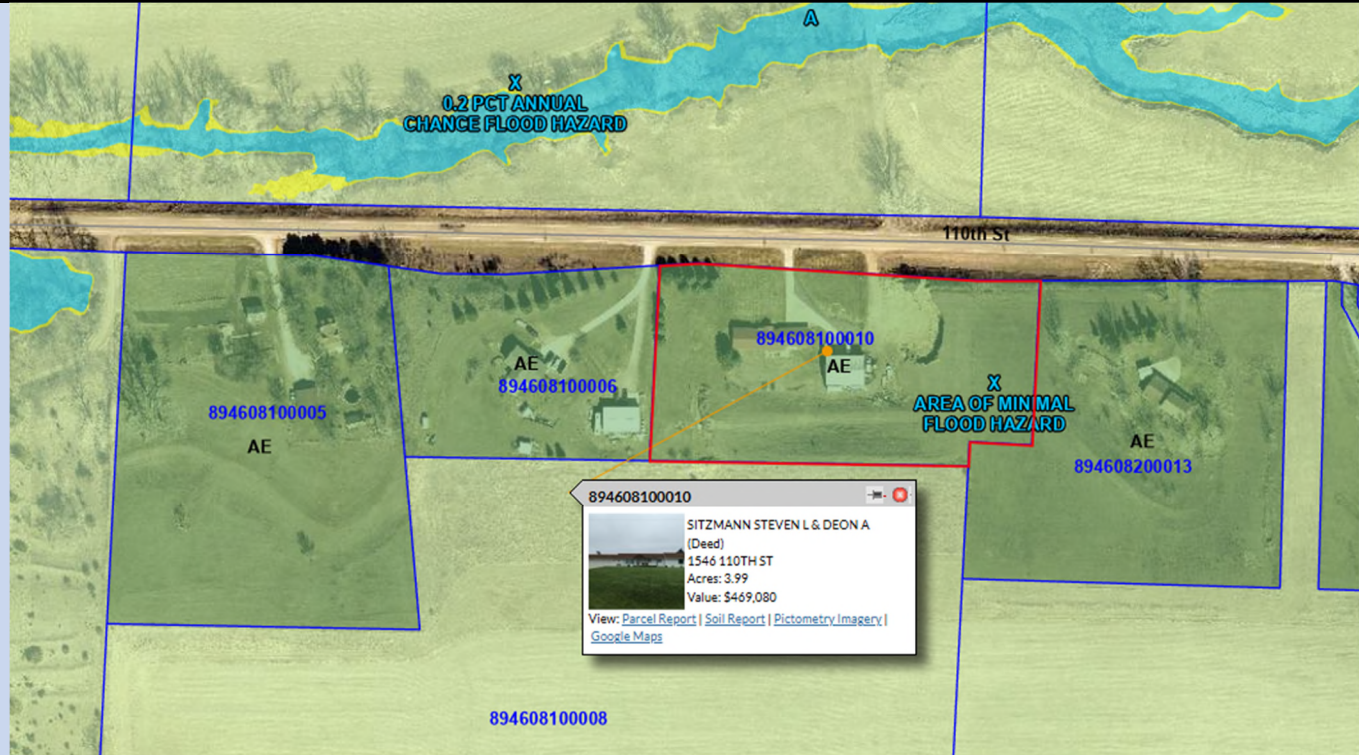 A
X
0.2 PCT ANNUAL
CHANCE FLOOD HAZARD
110th St
894608100010
AE
AE
894608100006
X
AREA OF MINIMAL
FLOOD HAZARD
894608100005
AE
AE
894608200013
894608100010
SITZMANN STEVEN L & DEON A
(Deed)
1546 110TH ST
Acres: 3.99
Value: $469,080
View: Parcel Report | Soil Report | Pictometry Imagery |
Google Maps
894608100008